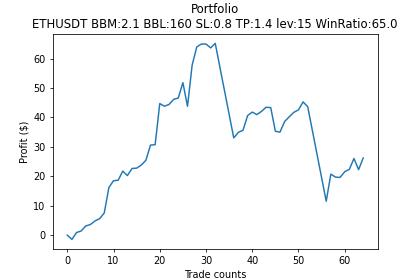 Portfolio
ETHUSDT BBM:2.1 BBL:160 SL:0.8 TP:1.4 lev:15 WinRatio:65.0
60
50
40
30
20
10
0
Profit ($)
0 10 20 30 40 50 60
Trade counts